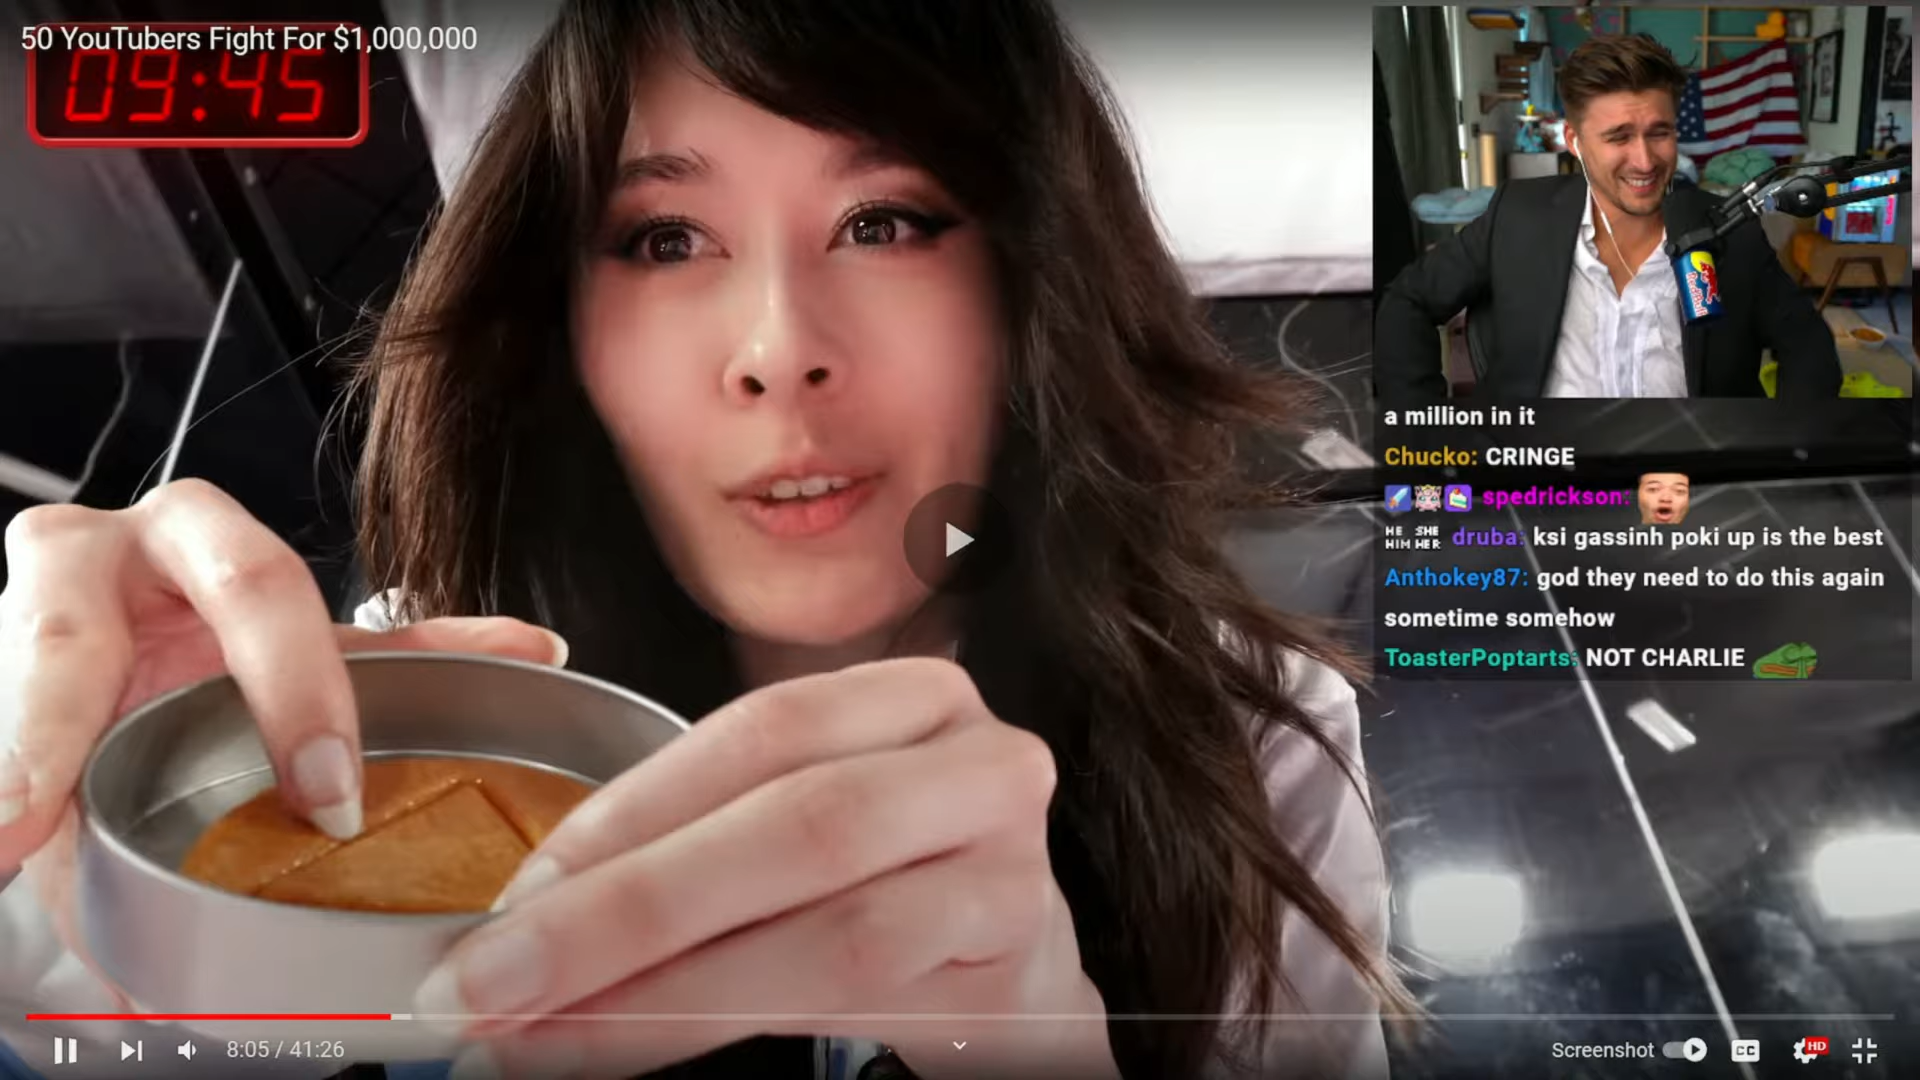 50 YouTubers Fight For $1,000,000
09:45
RedBull
a million in it
Chucko: CRINGE
spedrickson:
HE SHE
HIM HER druba: ksi gassinh poki up is the best
Anthokey87: god they need to do this again
sometime somehow
ToasterPoptarts: NOT CHARLIE
8:05 / 41:26
Screenshot
CC
HD